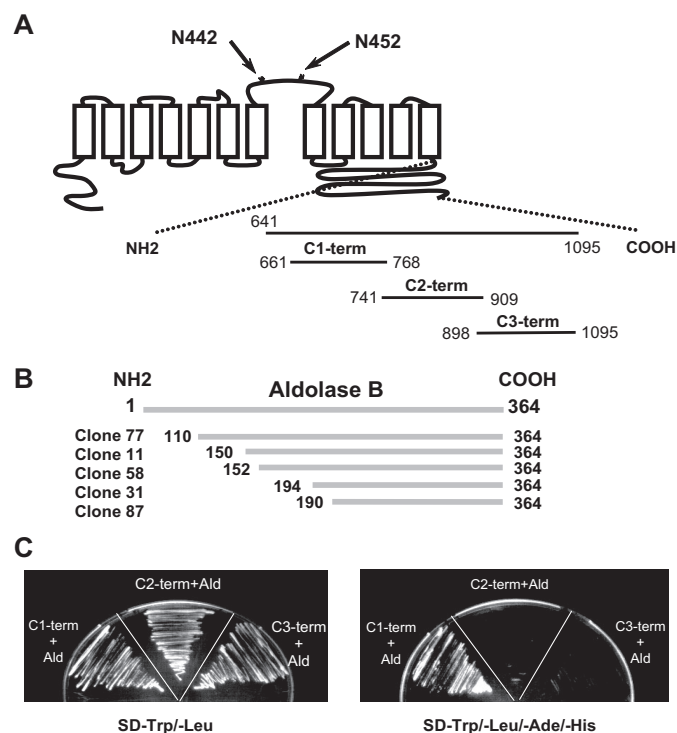 A
N442
N452
NH2
641
1095
COOH
C1-term
661
768
C2-term
741
909
C3-term
898
1095
B
NH2
Aldolase B
COOH
1
364
Clone 77
110
364
Clone 11
150
364
Clone 58
152
364
Clone 31
194
364
Clone 87
190
364
C
C2-term+Ald
C1-term
+
Ald
C3-term
+
Ald
SD-Trp/-Leu
C2-term+Ald
C1-term
+
Ald
C3-term
+
Ald
SD-Trp/-Leu/-Ade/-His